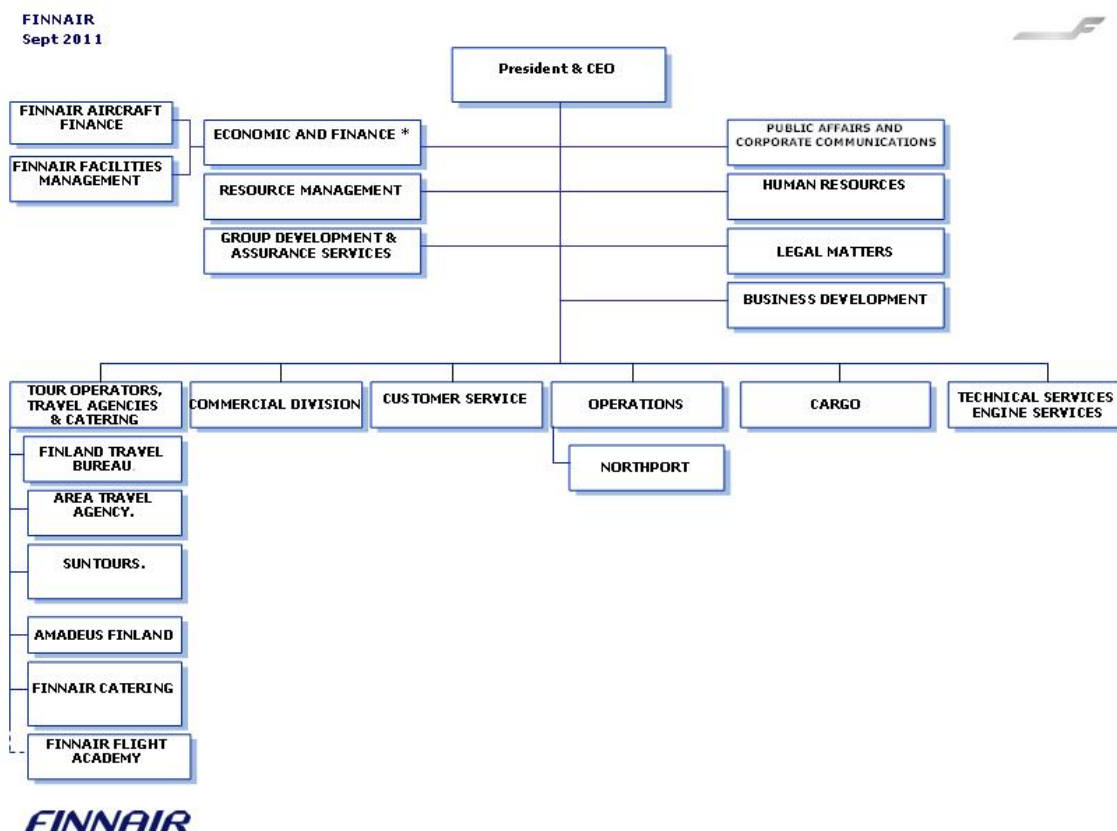 FINNAIR
Sept 2011
F
President & CEO
FINNAIR AIRCRAFT
FINANCE
FINNAIR FACILITIES
MANAGEMENT
ECONOMIC AND FINANCE *
RESOURCE MANAGEMENT
GROUP DEVELOPMENT &
ASSURANCE SERVICES
PUBLIC AFFAIRS AND
CORPORATE COMMUNICATIONS
HUMAN RESOURCES
LEGAL MATTERS
BUSINESS DEVELOPMENT
TOUR OPERATORS,
TRAVEL AGENCIES
& CATERING
COMMERCIAL DIVISION
CUSTOMER SERVICE
OPERATIONS
CARGO
TECHNICAL SERVICES
ENGINE SERVICES
FINLAND TRAVEL
BUREAU
AREA TRAVEL
AGENCY.
SUNTOURS.
AMADEUS FINLAND
FINNAIR CATERING
FINNAIR FLIGHT
ACADEMY
NORTHPORT
FINNAIR